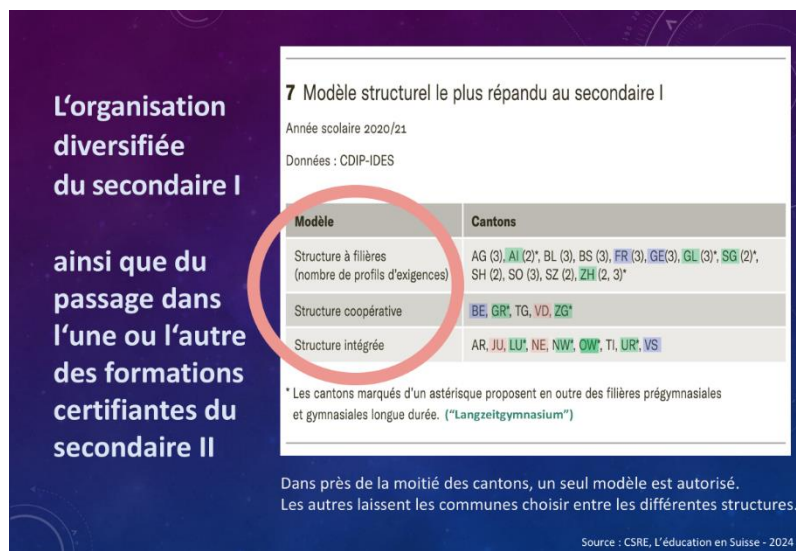 L'organisation
diversifiée
du secondaire I
ainsi que du
passage dans
l'une ou l'autre
des formations
certifiantes du
secondaire II
7 Modèle structurel le plus répandu au secondaire I
Année scolaire 2020/21
Données : CDIP-IDES
Modèle
Cantons
Structure à filières
(nombre de profils d'exigences)
AG (3), AI (2)*, BL (3), BS (3), FR (3), GE(3), GL (3)*, SG (2)*,
SH (2), SO (3), SZ (2), ZH (2, 3)*
Structure coopérative
BE, GR*, TG, VD, ZG*
Structure intégrée
AR, JU, LU*, NE, NW*, OW*, TI, UR*, VS
* Les cantons marqués d'un astérisque proposent en outre des filières prégymnasiales
et gymnasiales longue durée. ("Langzeitgymnasium")
Dans près de la moitié des cantons, un seul modèle est autorisé.
Les autres laissent les communes choisir entre les différentes structures.
Source : CSRE, L'éducation en Suisse - 2024